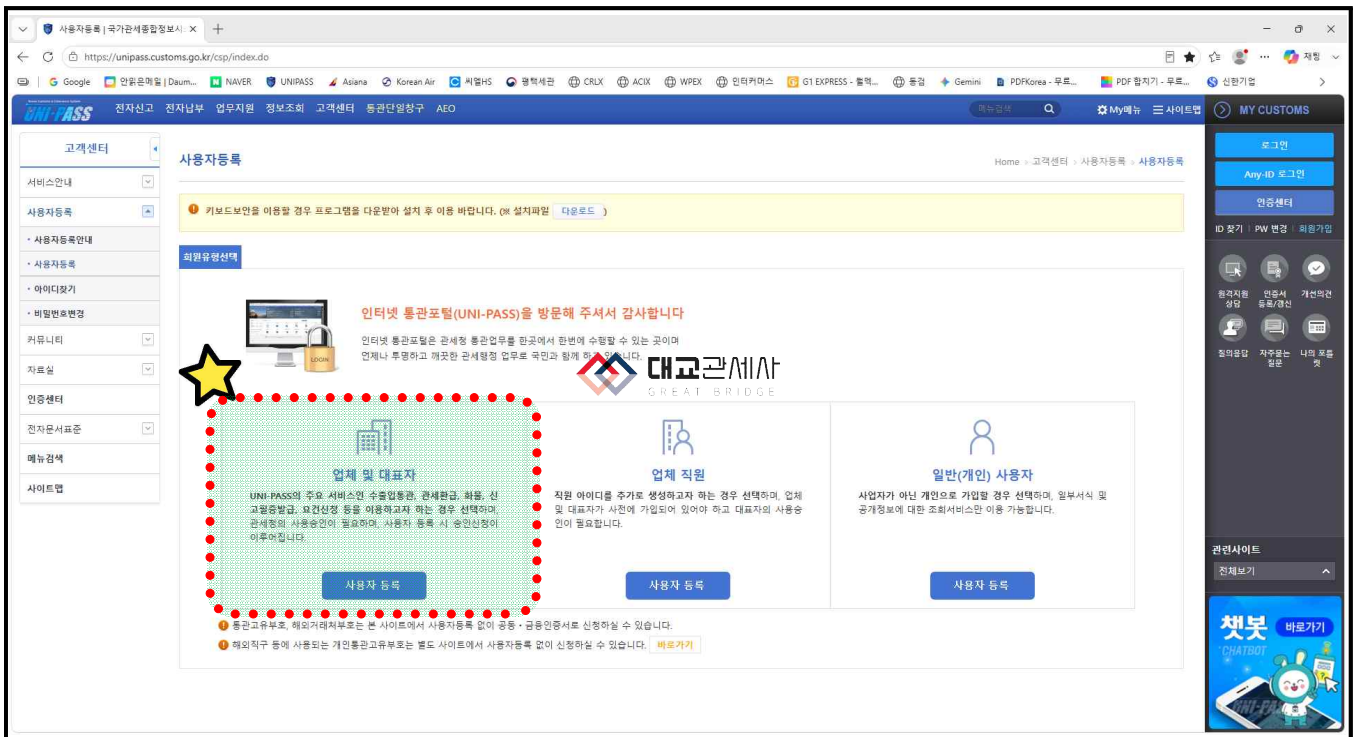 사용자등록 | 국가관세종합정보시
https://unipass.customs.go.kr/csp/index.do
재팅
Google 안읽은메일 | Daum... NAVER UNIPASS Asiana Korean Air 씨엘HS 평택세관 CRLX ACIX WPEX 인터커머스 G1 EXPRESS - 통검 Gemini PDFKorea - 무료... PDF 합치기 - 무료... 신한기업
UNI-PASS 전자신고 전자납부 업무지원 정보조회 고객센터 통관단일창구 AEO 메뉴검색 My메뉴 사이트맵 MY CUSTOMS
고객센터
서비스안내
사용자등록
사용자등록안내
사용자등록
아이디찾기
비밀번호변경
커뮤니티
자료실
인증센터
전자문서표준
메뉴검색
사이트맵
사용자등록
Home > 고객센터 > 사용자등록 > 사용자등록
키보드보안을 이용할 경우 프로그램을 다운받아 설치 후 이용 바랍니다. (※ 설치파일 다운로드 )
회원유형선택
LOGIN
인터넷 통관포털(UNI-PASS)을 방문해 주셔서 감사합니다
인터넷 통관포털은 관세청 통관업무를 한곳에서 한번에 수행할 수 있는 곳이며
언제나 투명하고 깨끗한 관세행정 업무로 국민과 함께 하고 있습니다.
대교관세사
GREAT BRIDGE
업체 및 대표자
UNI-PASS의 주요 서비스인 수출입통관, 관세환급, 화물, 신
고필증발급, 요건신청 등을 이용하고자 하는 경우 선택하며,
관세청의 사용승인이 필요하며, 사용자 등록 시 승인신청이
이루어집니다.
사용자 등록
업체 직원
직원 아이디를 추가로 생성하고자 하는 경우 선택하며, 업체
및 대표자가 사전에 가입되어 있어야 하고 대표자의 사용승
인이 필요합니다.
사용자 등록
일반(개인) 사용자
사업자가 아닌 개인으로 가입할 경우 선택하며, 일부서식 및
공개정보에 대한 조회서비스만 이용 가능합니다.
사용자 등록
통관고유부호, 해외거래처부호는 본 사이트에서 사용자등록 없이 공동・금융인증서로 신청하실 수 있습니다.
해외직구 등에 사용되는 개인통관고유부호는 별도 사이트에서 사용자등록 없이 신청하실 수 있습니다. 바로가기
로그인
Any-ID 로그인
인증센터
ID 찾기 | PW 변경 | 회원가입
원격지원 상담
인증서 등록/갱신
개선의견
질의응답
자주묻는 질문
나의 포틀릿
관련사이트
전체보기
챗봇 바로가기
CHATBOT
UNI-PASS